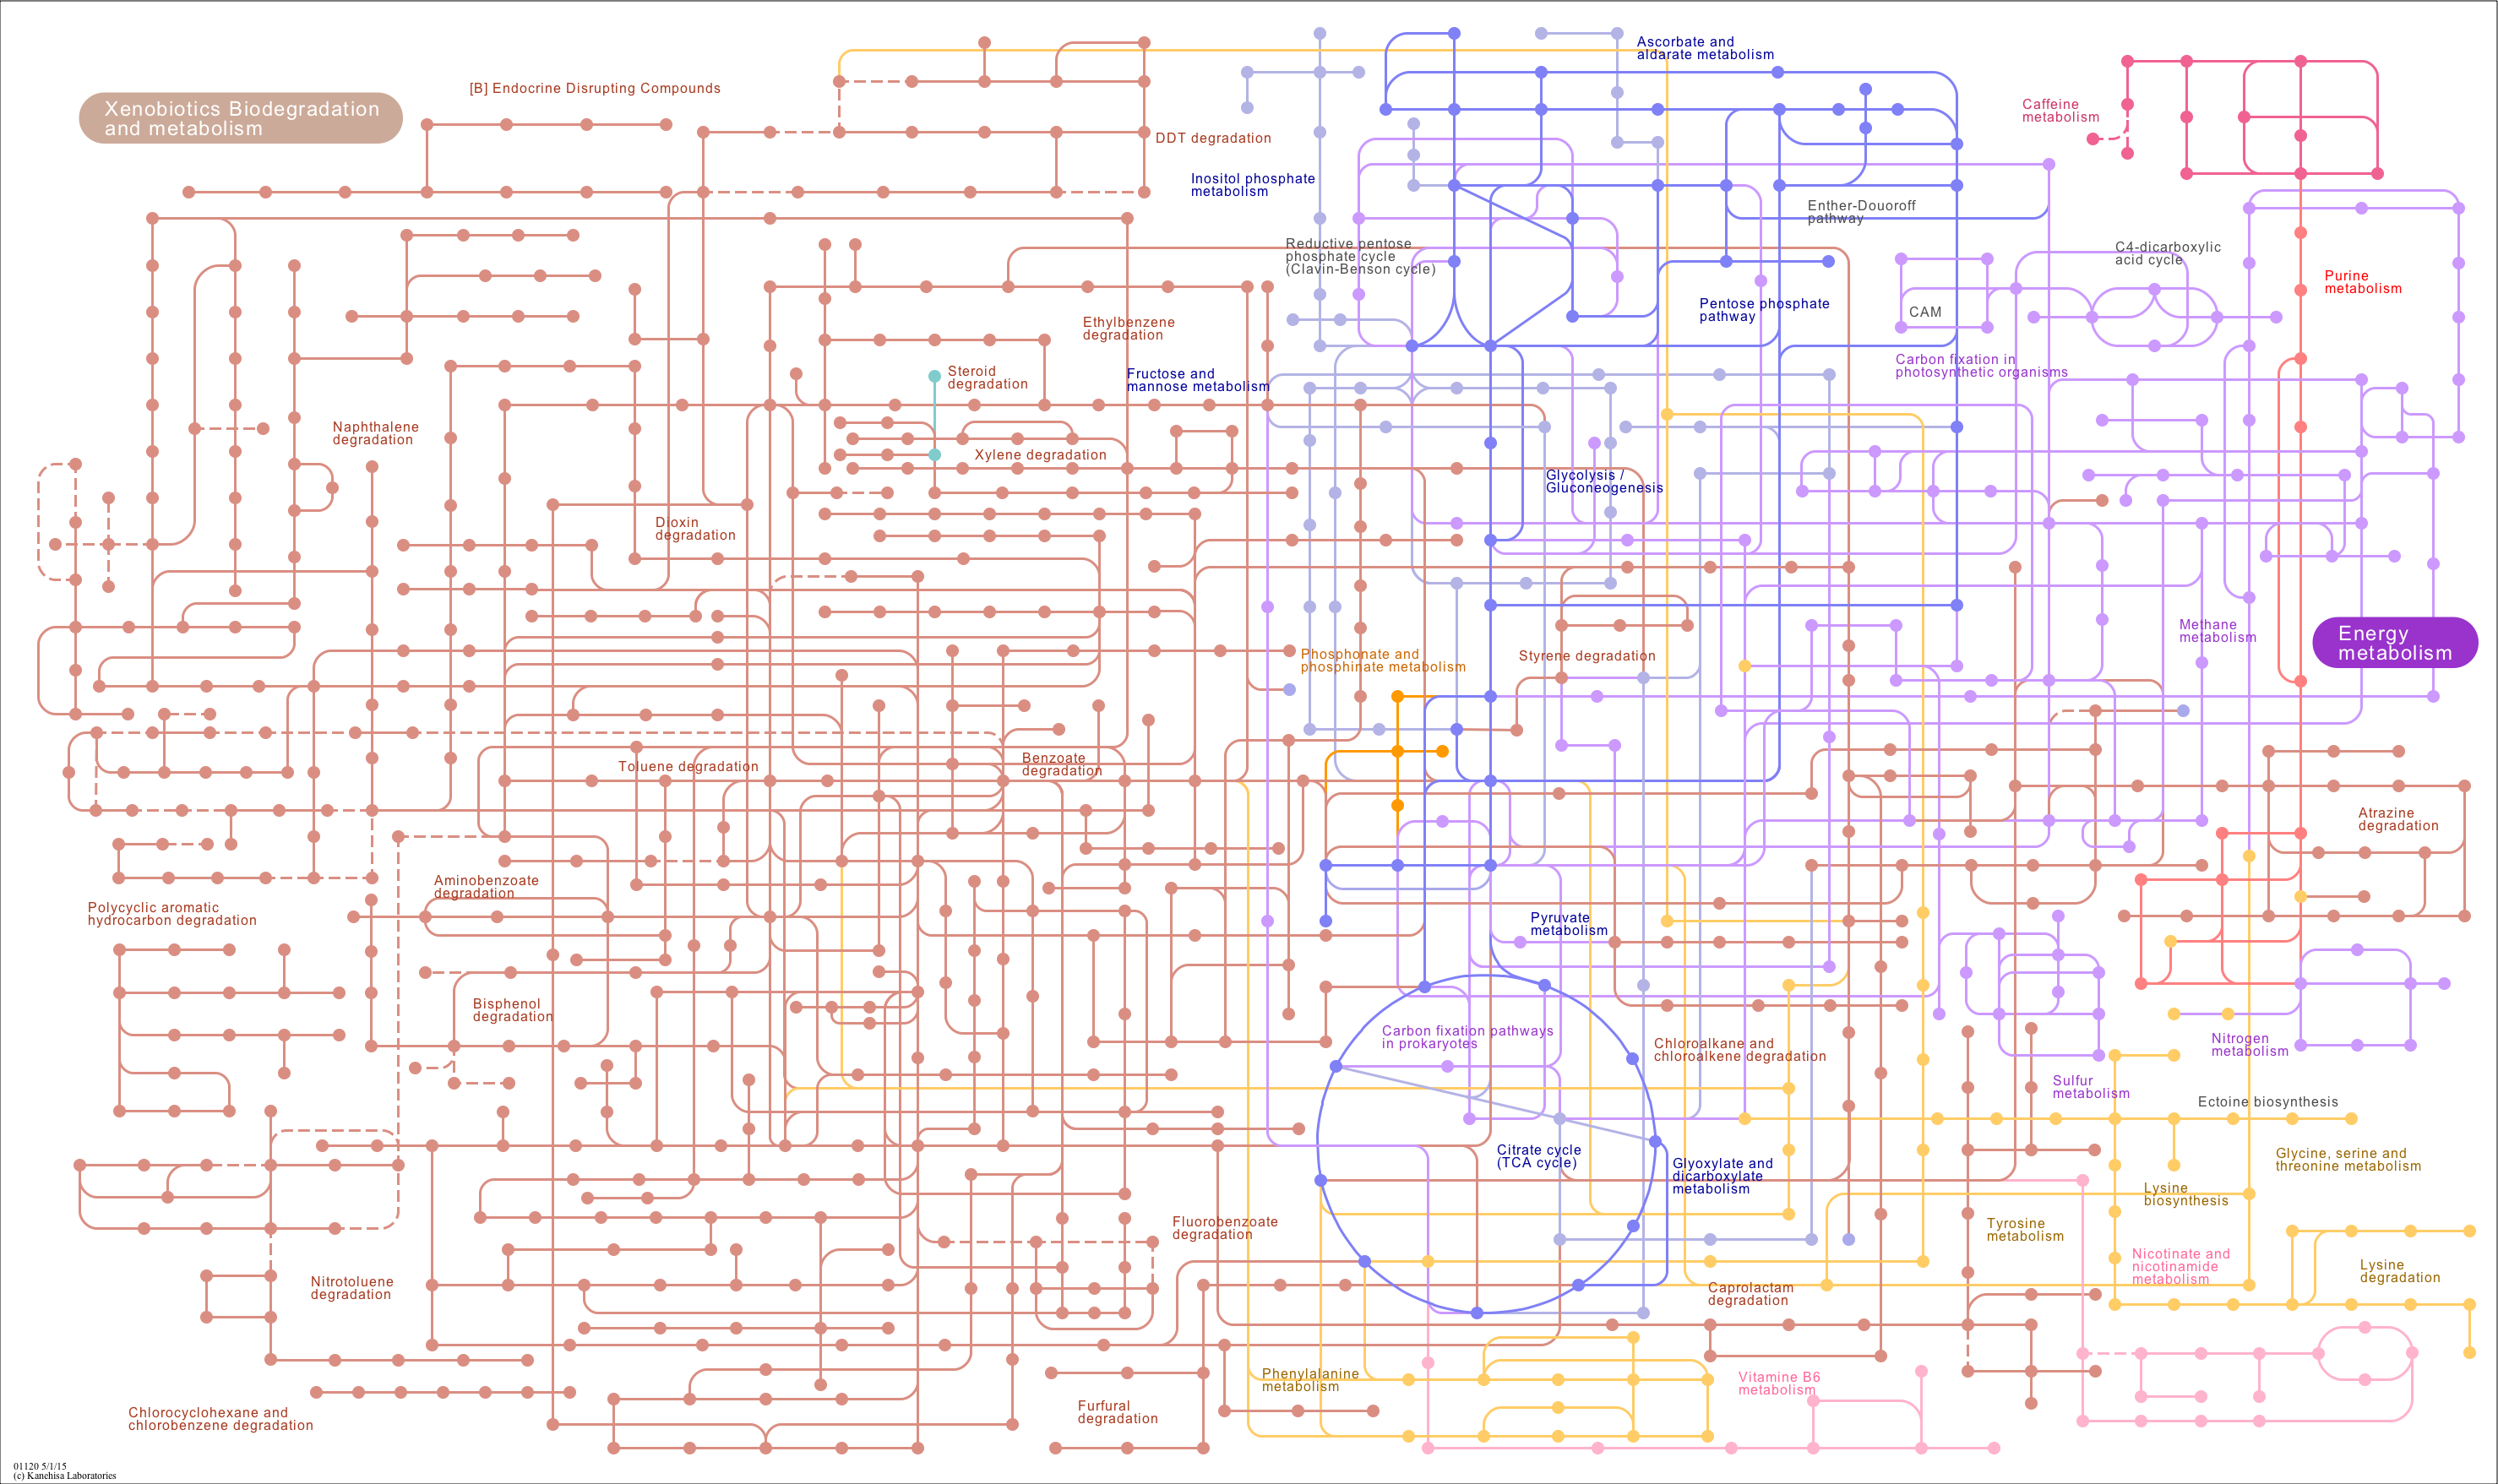 Xenobiotics Biodegradation
and metabolism
[B] Endocrine Disrupting Compounds
DDT degradation
Ascorbate and
aldarate metabolism
Caffeine
metabolism
Inositol phosphate
metabolism
Enther-Douoroff
pathway
Reductive pentose
phosphate cycle
(Clavin-Benson cycle)
C4-dicarboxylic
acid cycle
Purine
metabolism
Pentose phosphate
pathway
CAM
Ethylbenzene
degradation
Carbon fixation in
photosynthetic organisms
Steroid
degradation
Fructose and
mannose metabolism
Naphthalene
degradation
Xylene degradation
Glycolysis /
Gluconeogenesis
Dioxin
degradation
Methane
metabolism
Energy
metabolism
Phosphonate and
phosphinate metabolism
Styrene degradation
Toluene degradation
Benzoate
degradation
Atrazine
degradation
Aminobenzoate
degradation
Polycyclic aromatic
hydrocarbon degradation
Pyruvate
metabolism
Bisphenol
degradation
Carbon fixation pathways
in prokaryotes
Chloroalkane and
chloroalkene degradation
Nitrogen
metabolism
Sulfur
metabolism
Ectoine biosynthesis
Citrate cycle
(TCA cycle)
Glyoxylate and
dicarboxylate
metabolism
Glycine, serine and
threonine metabolism
Lysine
biosynthesis
Fluorobenzoate
degradation
Tyrosine
metabolism
Nicotinate and
nicotinamide
metabolism
Lysine
degradation
Nitrotoluene
degradation
Caprolactam
degradation
Phenylalanine
metabolism
Vitamine B6
metabolism
Chlorocyclohexane and
chlorobenzene degradation
Furfural
degradation
01120 5/1/15
(c) Kanehisa Laboratories